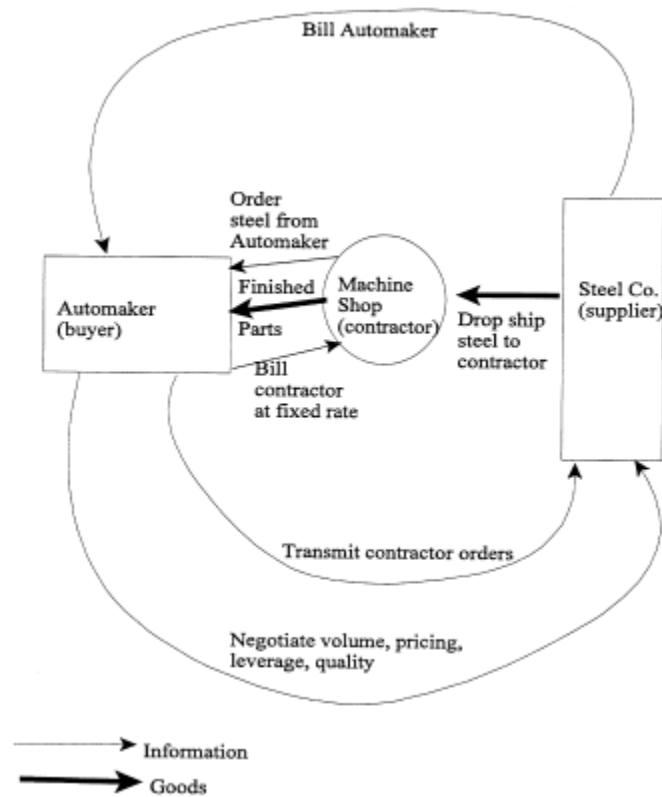 Bill Automaker
Order
steel from
Automaker
Finished
Parts
Automaker
(buyer)
Machine
Shop
(contractor)
Steel Co.
(supplier)
Drop ship
steel to
contractor
Bill
contractor
at fixed rate
Transmit contractor orders
Negotiate volume, pricing,
leverage, quality
Information
Goods